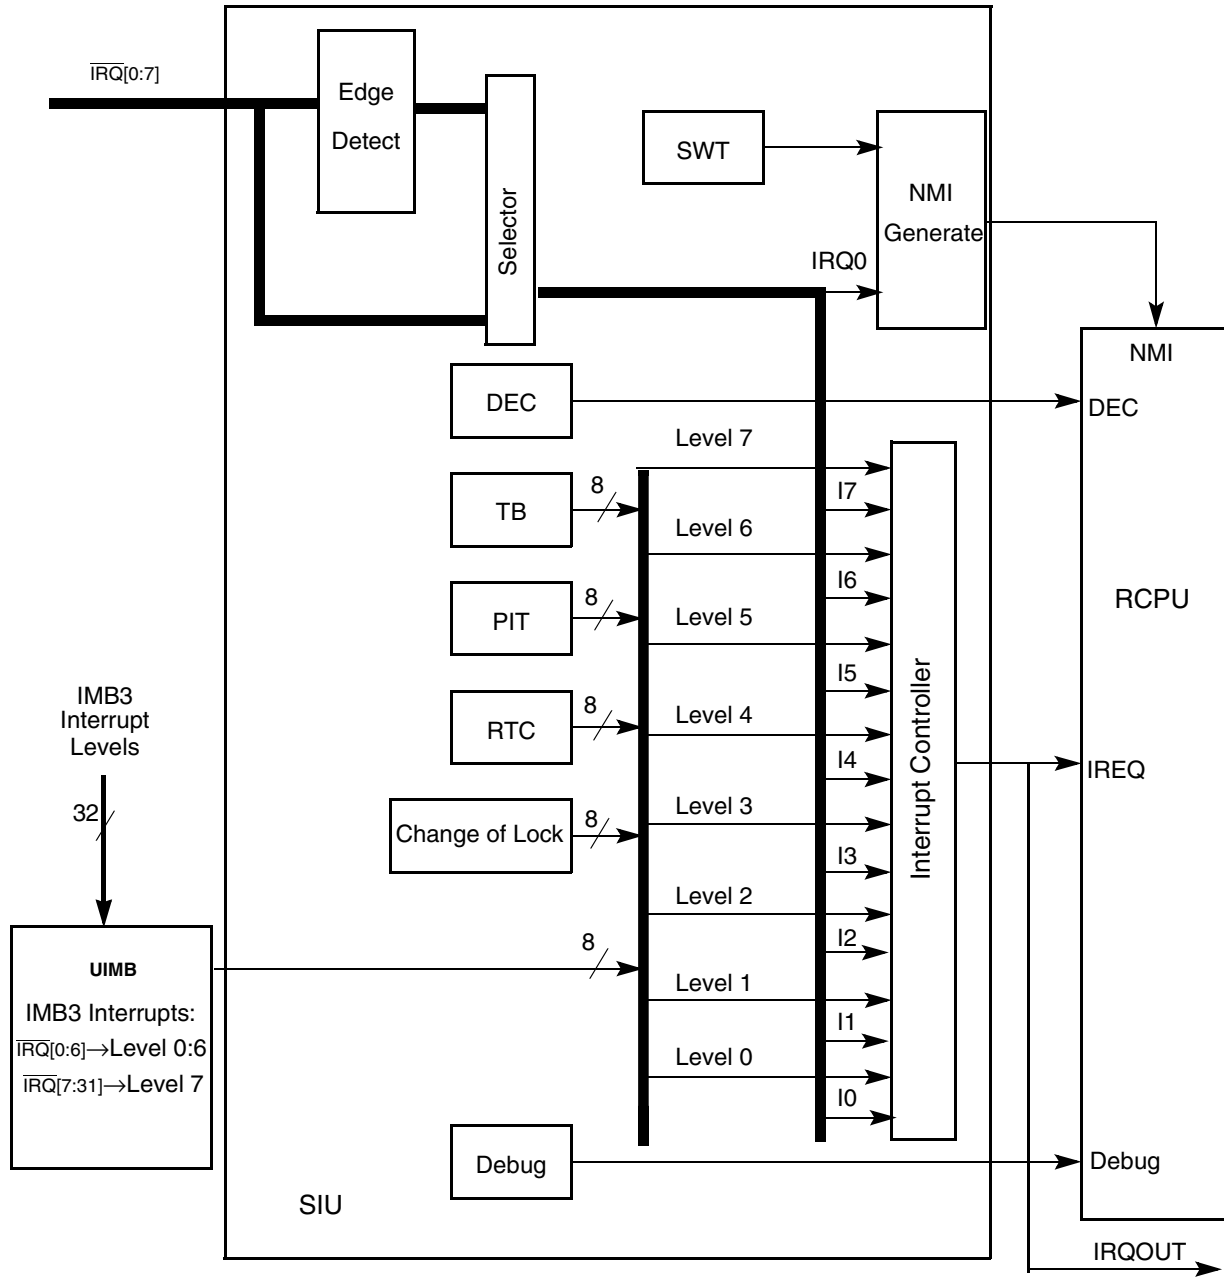 IRQ[0:7]
Edge
Detect
Selector
SWT
NMI
Generate
IRQ0
NMI
DEC
DEC
Level 7
8
TB
I7
Level 6
I6
8
PIT
Level 5
RCPU
I5
IMB3
Interrupt
Levels
8
RTC
Level 4
Interrupt Controller
I4
IREQ
32
8
Change of Lock
Level 3
I3
Level 2
I2
8
UIMB
IMB3 Interrupts:
IRQ[0:6]→Level 0:6
IRQ[7:31]→Level 7
Level 1
I1
Level 0
I0
Debug
Debug
SIU
IRQOUT